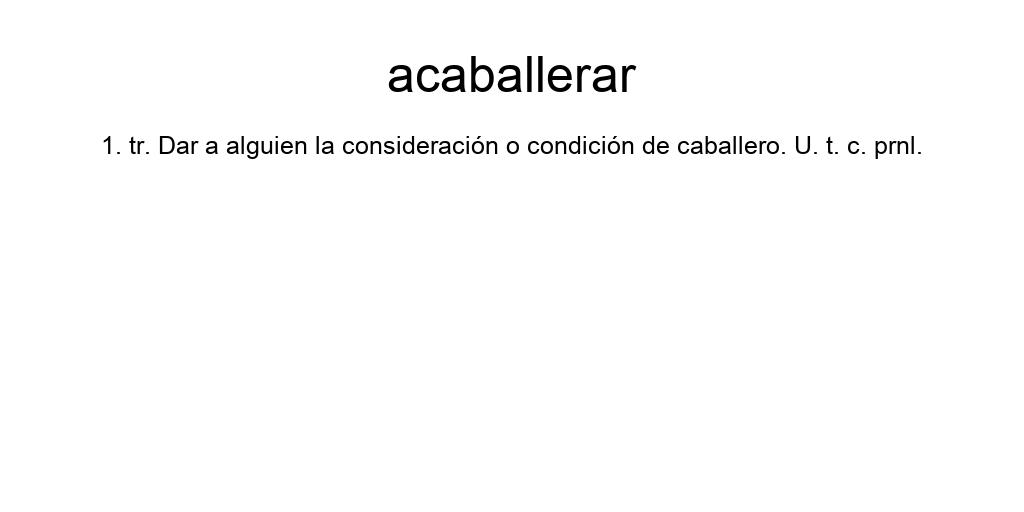 acaballerar
1. tr. Dar a alguien la consideración o condición de caballero. U. t. c. prnl.